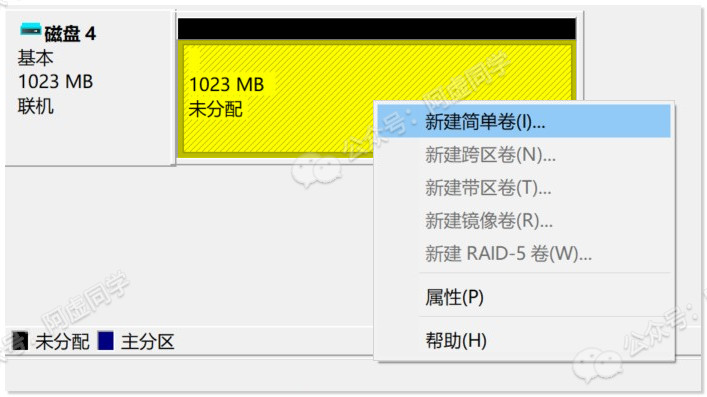 磁盘 4
基本
1023 MB
联机
1023 MB
未分配
新建简单卷(I)...
新建跨区卷(N)...
新建带区卷(T)...
新建镜像卷(R)...
新建 RAID-5 卷(W)...
属性(P)
帮助(H)
未分配 主分区
公众号：阿虚同学
阿虚同学
公众号：